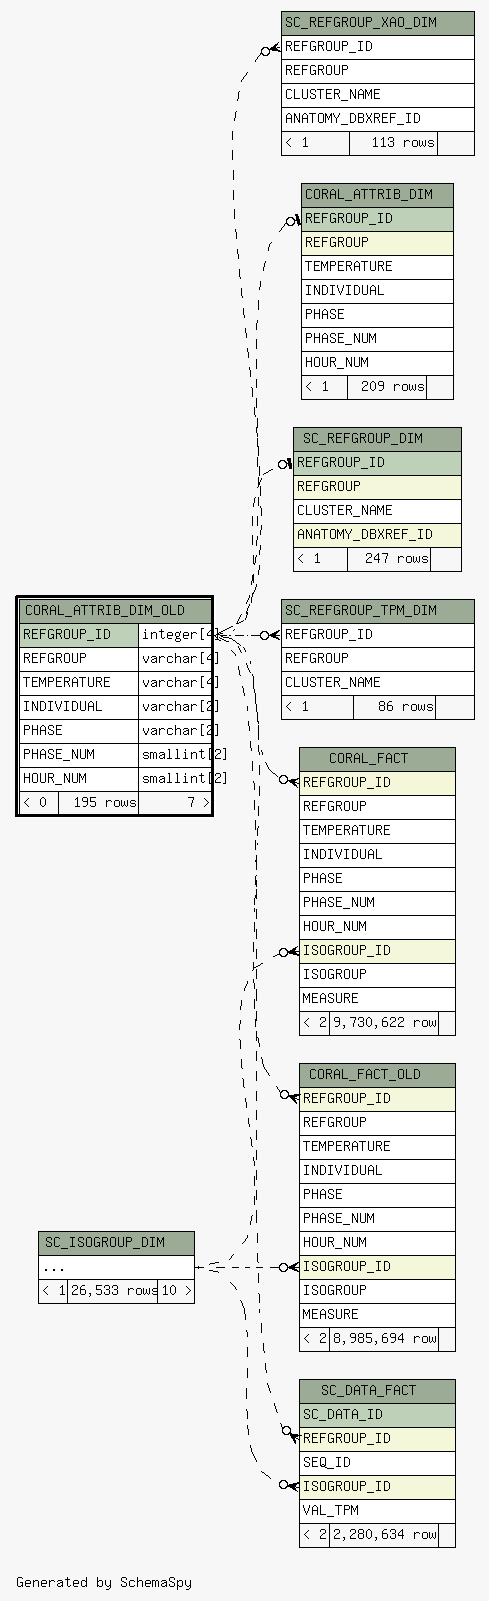 SC_REFGROUP_XAO_DIM
REFGROUP_ID
REFGROUP
CLUSTER_NAME
ANATOMY_DBXREF_ID
< 1 113 rows
CORAL_ATTRIB_DIM
REFGROUP_ID
REFGROUP
TEMPERATURE
INDIVIDUAL
PHASE
PHASE_NUM
HOUR_NUM
< 1 209 rows
SC_REFGROUP_DIM
REFGROUP_ID
REFGROUP
CLUSTER_NAME
ANATOMY_DBXREF_ID
< 1 247 rows
CORAL_ATTRIB_DIM_OLD
REFGROUP_ID integer[4]
REFGROUP varchar[4]
TEMPERATURE varchar[4]
INDIVIDUAL varchar[2]
PHASE varchar[2]
PHASE_NUM smallint[2]
HOUR_NUM smallint[2]
< 0 195 rows 7 >
SC_REFGROUP_TPM_DIM
REFGROUP_ID
REFGROUP
CLUSTER_NAME
< 1 86 rows
CORAL_FACT
REFGROUP_ID
REFGROUP
TEMPERATURE
INDIVIDUAL
PHASE
PHASE_NUM
HOUR_NUM
ISOGROUP_ID
ISOGROUP
MEASURE
< 2 9,730,622 row
CORAL_FACT_OLD
REFGROUP_ID
REFGROUP
TEMPERATURE
INDIVIDUAL
PHASE
PHASE_NUM
HOUR_NUM
ISOGROUP_ID
ISOGROUP
MEASURE
< 2 8,985,694 row
SC_ISOGROUP_DIM
...
< 1 26,533 rows 10 >
SC_DATA_FACT
SC_DATA_ID
REFGROUP_ID
SEQ_ID
ISOGROUP_ID
VAL_TPM
< 2 2,280,634 row
Generated by SchemaSpy